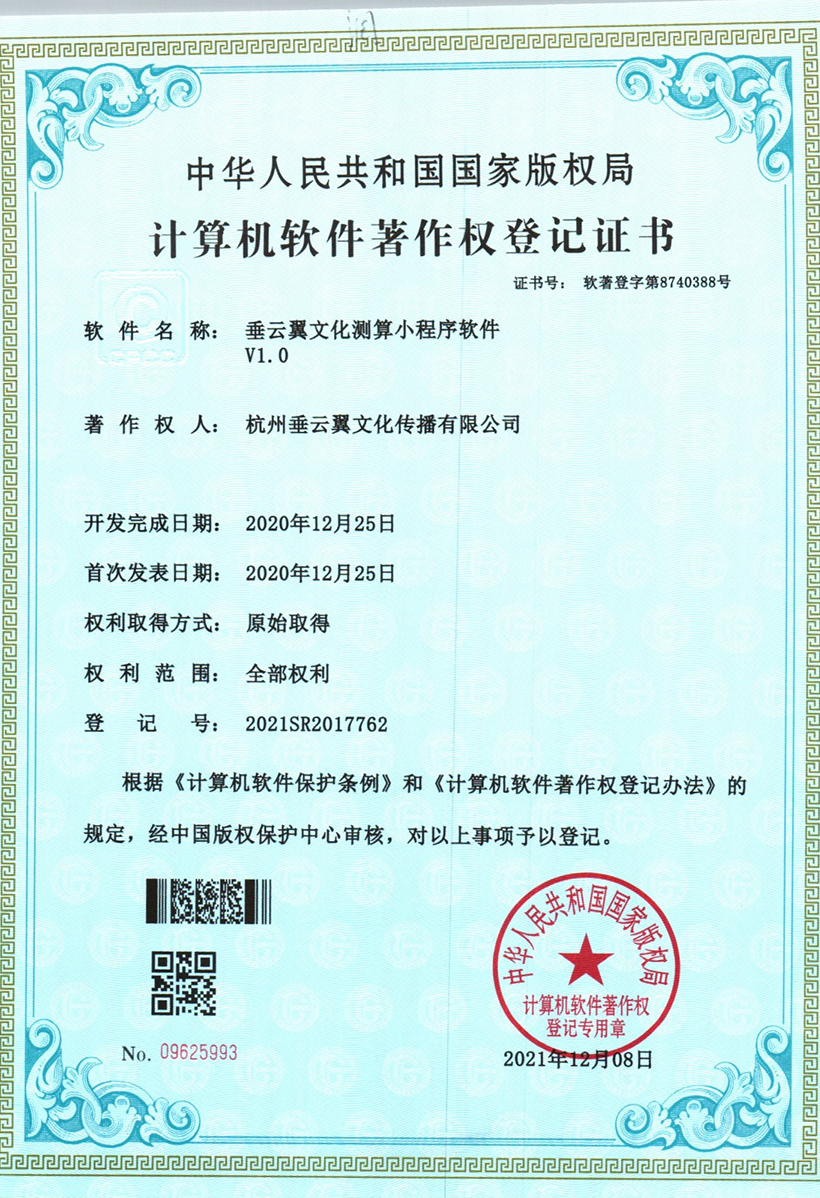 中华人民共和国国家版权局
计算机软件著作权登记证书
证书号： 软著登字第8740388号
软件名称： 垂云翼文化测算小程序软件
V1.0
著作权人： 杭州垂云翼文化传播有限公司
开发完成日期： 2020年12月25日
首次发表日期： 2020年12月25日
权利取得方式： 原始取得
权利范围： 全部权利
登记号： 2021SR2017762
根据《计算机软件保护条例》和《计算机软件著作权登记办法》的
规定，经中国版权保护中心审核，对以上事项予以登记。
中华人民共和国国家版权局
计算机软件著作权
登记专用章
No. 09625993
2021年12月08日